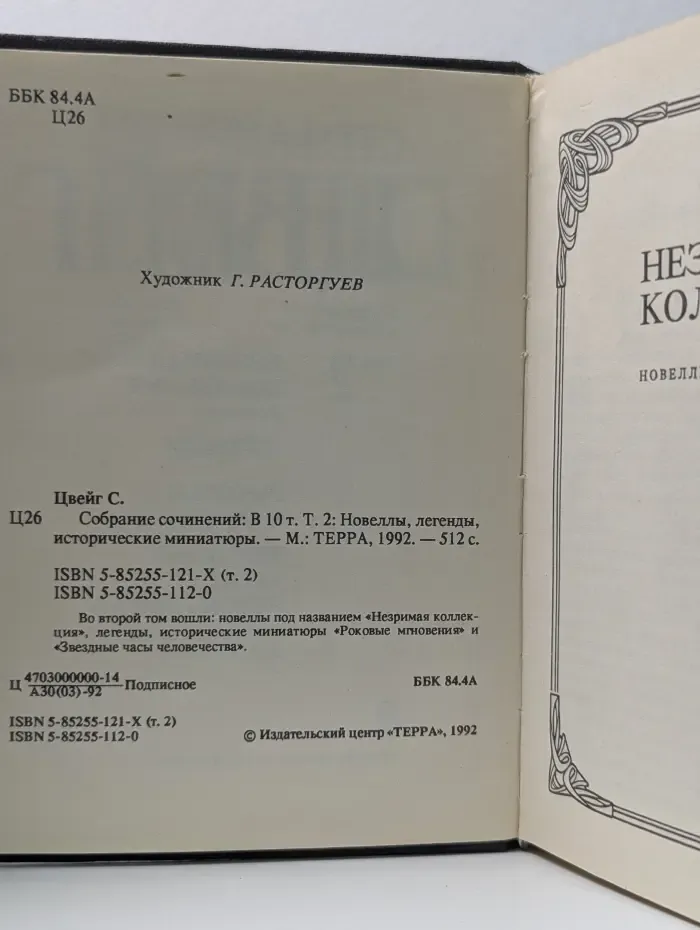 ББК 84.4А
Ц26
Художник Г. РАСТОРГУЕВ
Цвейг С.
Ц26 Собрание сочинений: В 10 т. Т. 2: Новеллы, легенды,
исторические миниатюры. — М.: ТЕРРА, 1992. — 512 с.
ISBN 5-85255-121-X (т. 2)
ISBN 5-85255-112-0
Во второй том вошли: новеллы под названием «Незримая коллек-
ция», легенды, исторические миниатюры «Роковые мгновения» и
«Звездные часы человечества».
Ц 4703000000-14
А30(03)-92 —Подписное ББК 84.4А
ISBN 5-85255-121-X (т. 2)
ISBN 5-85255-112-0 © Издательский центр «ТЕРРА», 1992
НЕЗ
КОЛ
НОВЕЛЛ